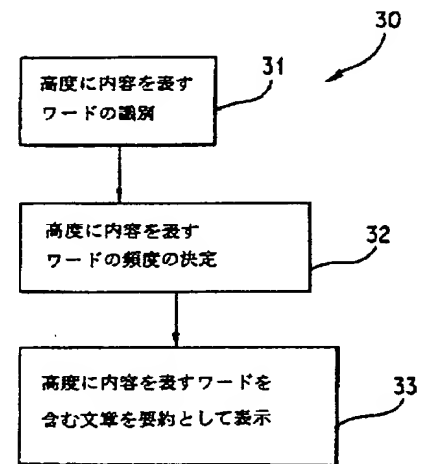 30
高度に内容を表す
ワードの識別
31
高度に内容を表す
ワードの頻度の決定
32
高度に内容を表すワードを
含む文章を要約として表示
33